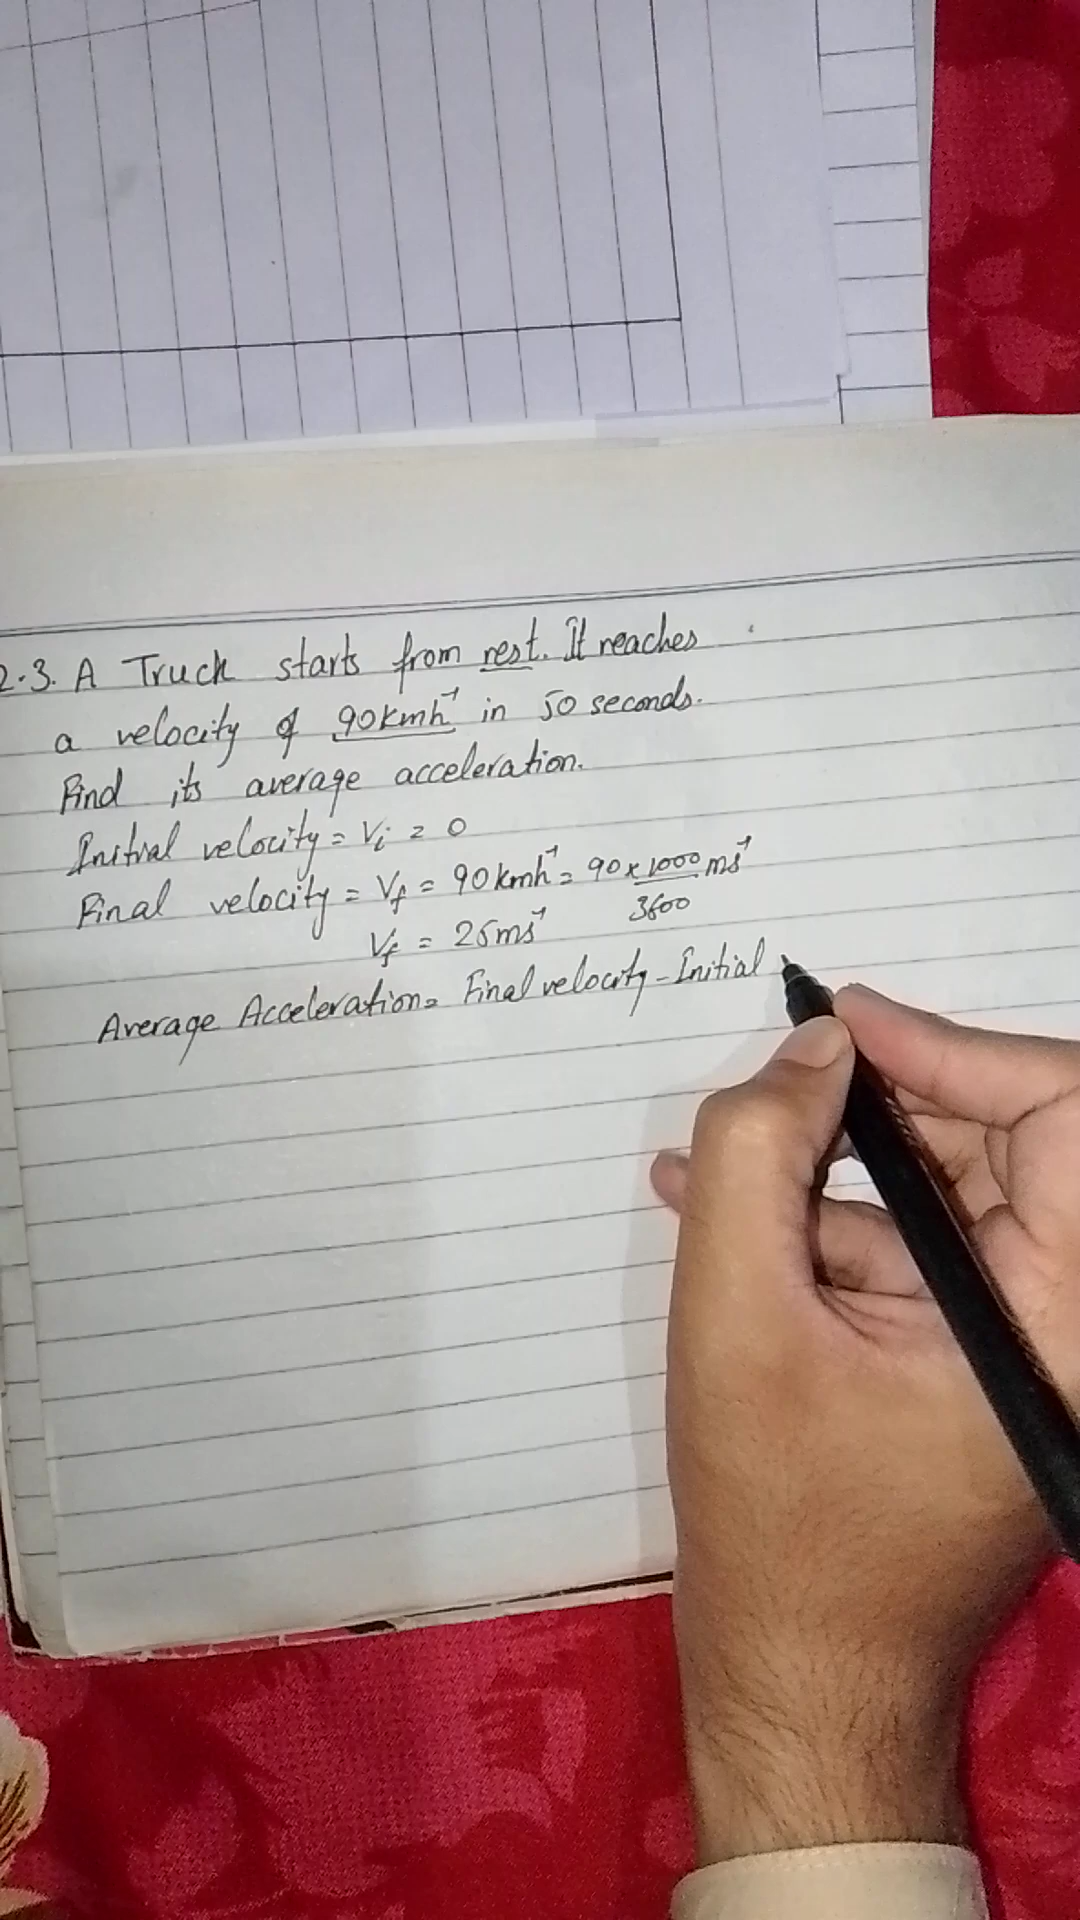 2.3. A Truck starts from rest. It reaches
a velocity of 90kmh⁻¹ in 50 seconds.
Find its average acceleration.
Initial velocity = Vi = 0
Final velocity = Vf = 90kmh⁻¹ = 90 x 1000/3600 ms⁻¹
Vf = 25ms⁻¹
Average Acceleration = Final velocity - Initial